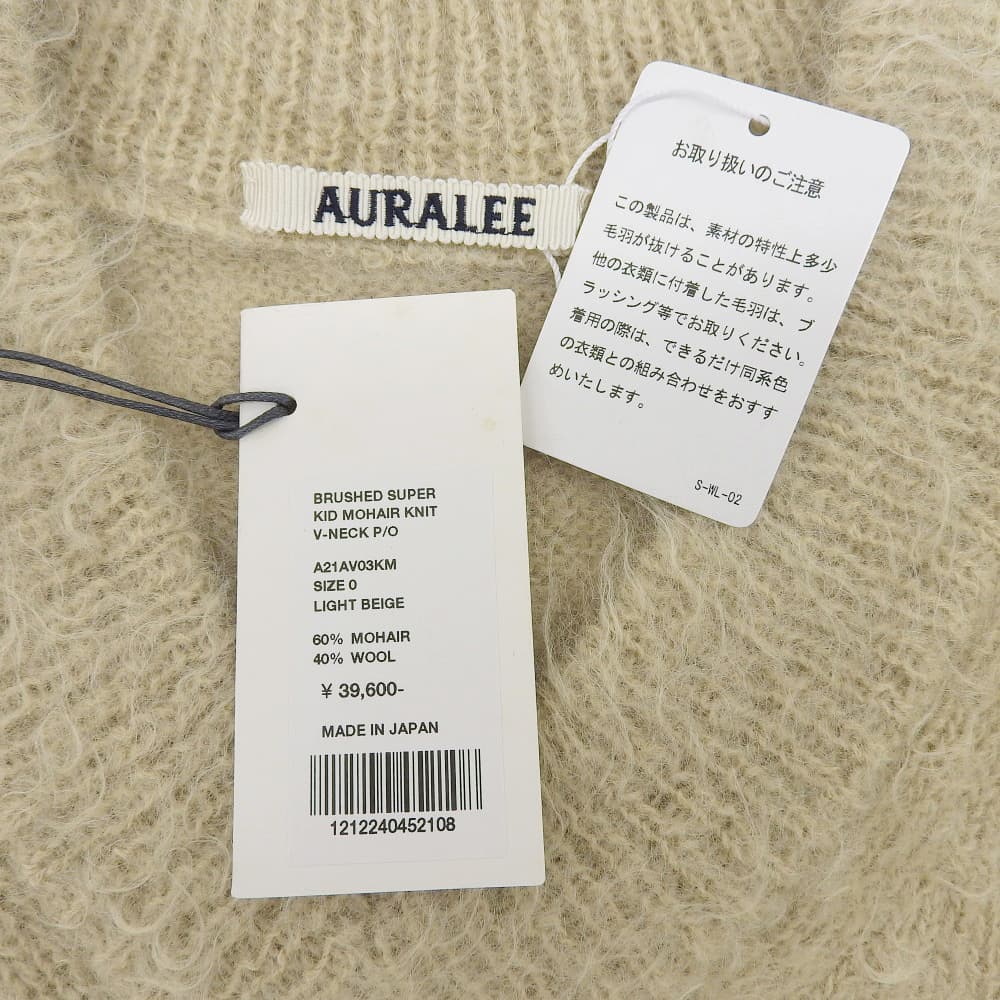 AURALEE
お取り扱いのご注意
この製品は、素材の特性上多少
毛羽が抜けることがあります。
他の衣類に付着した毛羽は、ブ
ラッシング等でお取りください。
着用の際は、できるだけ同系色
の衣類との組み合わせをおすす
めいたします。
S-WL-02
BRUSHED SUPER
KID MOHAIR KNIT
V-NECK P/O
A21AV03KM
SIZE 0
LIGHT BEIGE
60% MOHAIR
40% WOOL
¥ 39,600-
MADE IN JAPAN
1212240452108